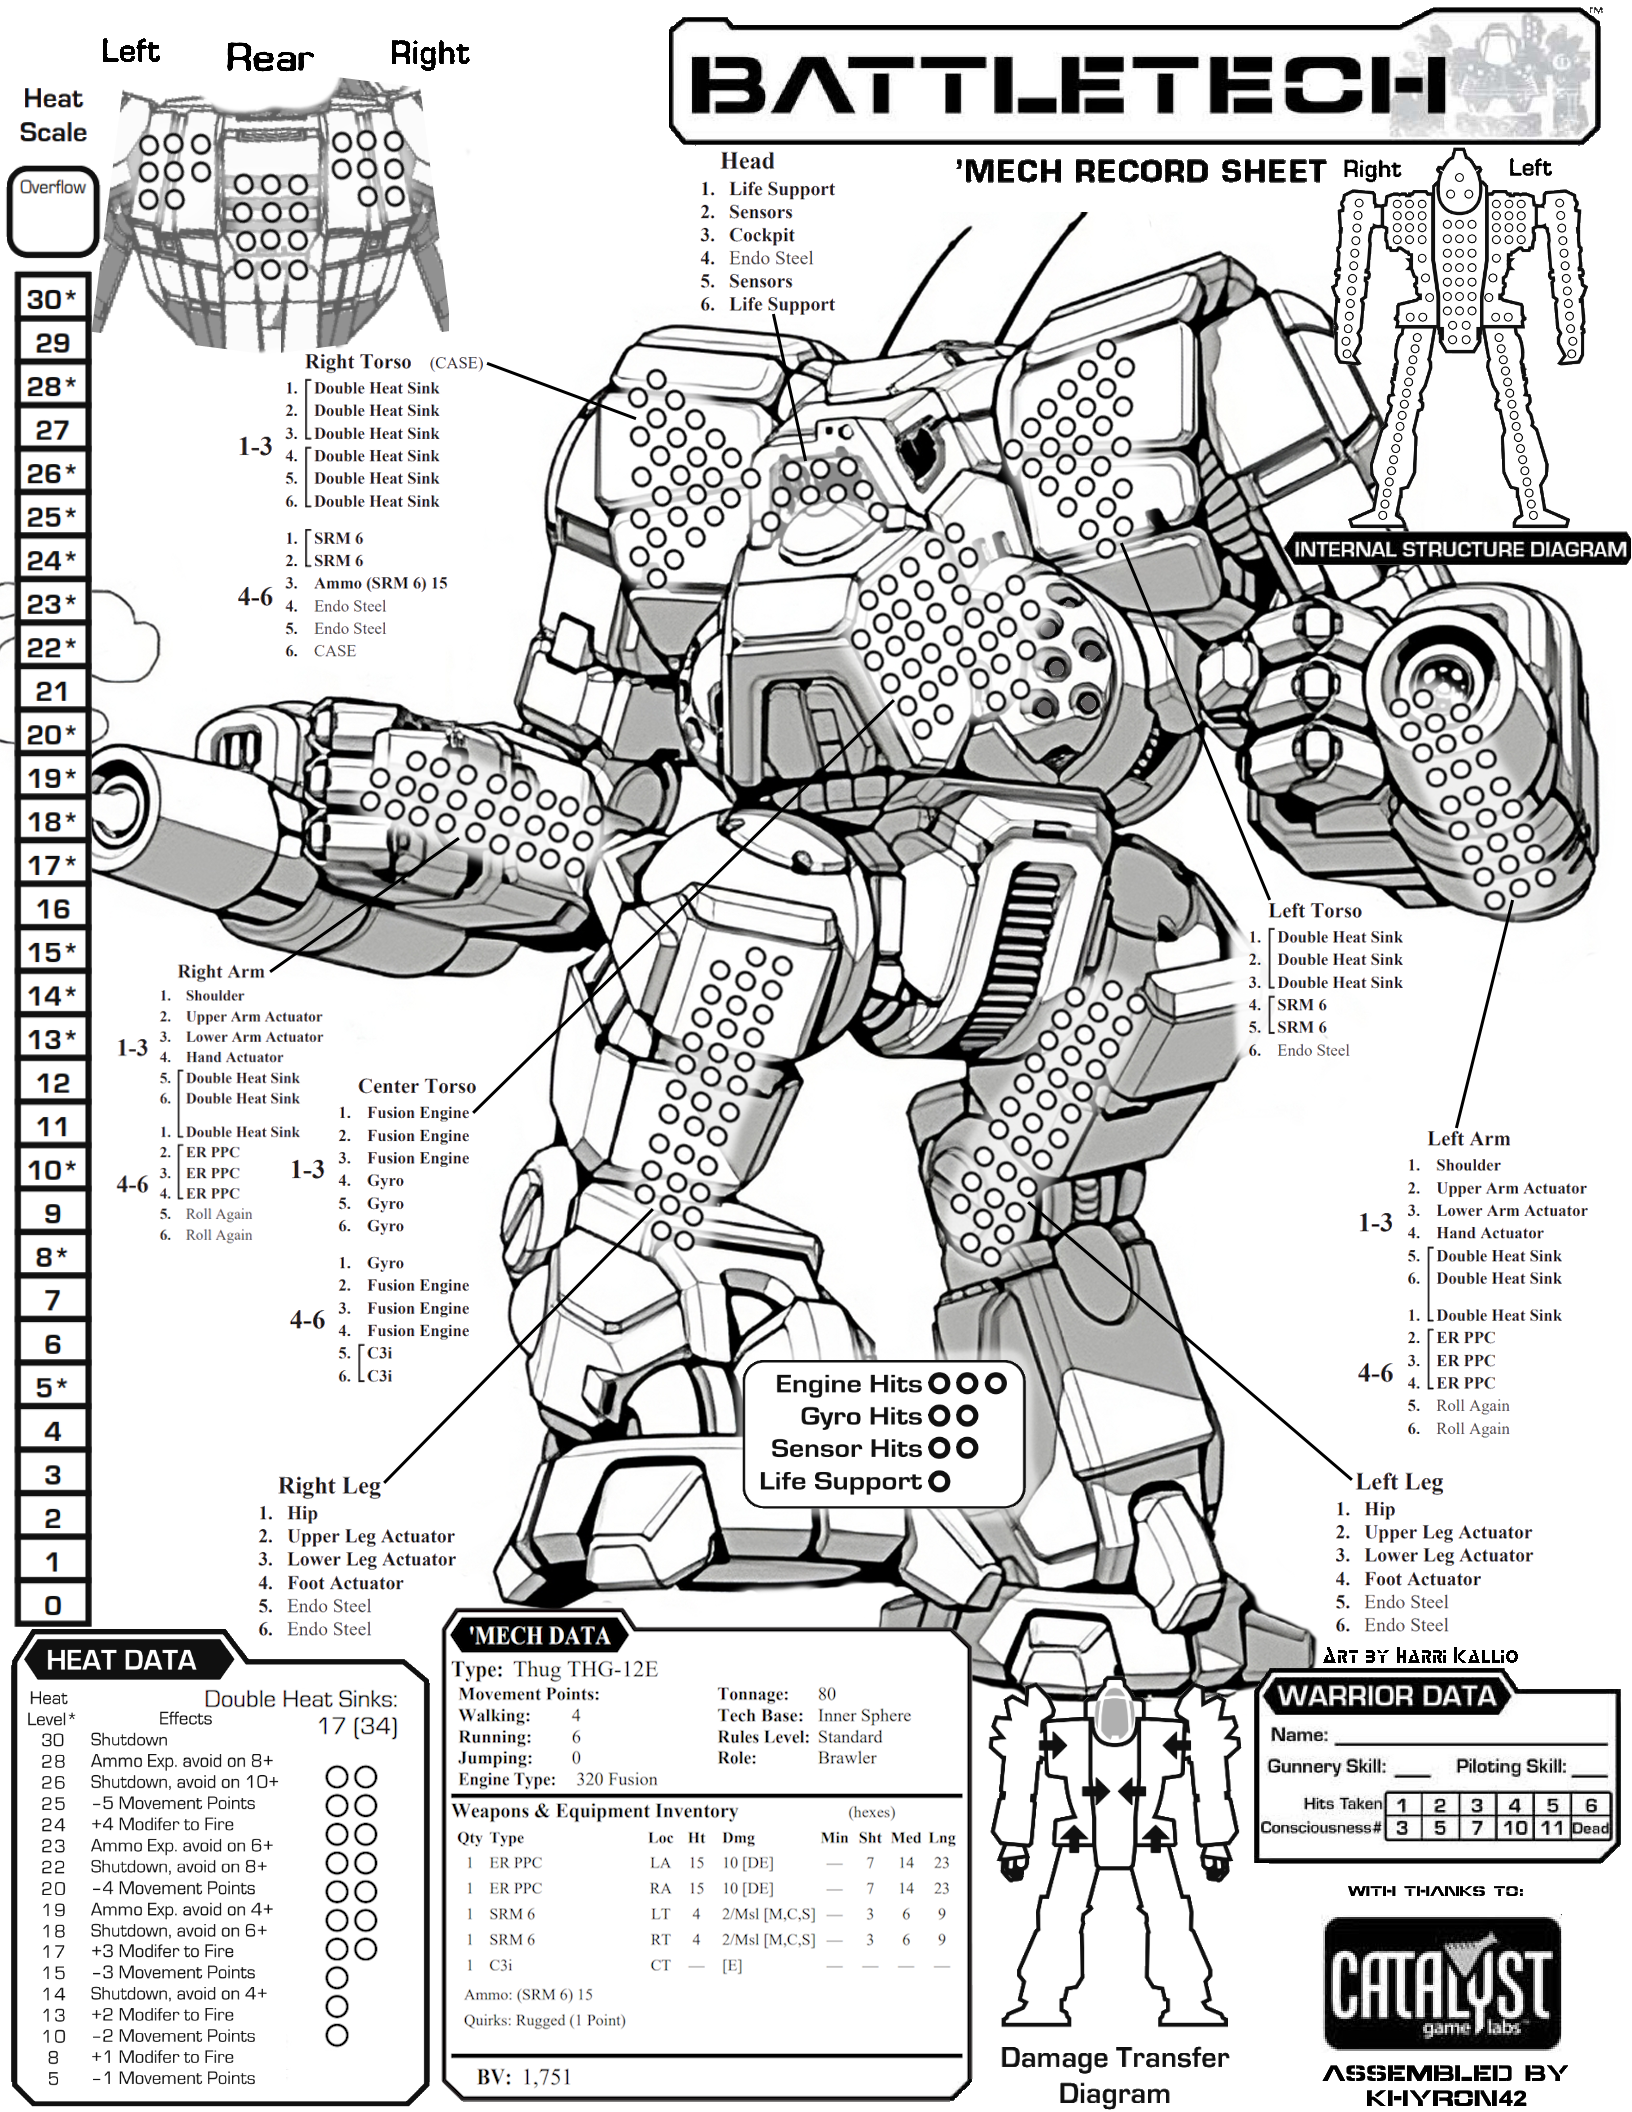 Left Rear Right
Heat
Scale
Overflow
30*
29
28*
27
26*
25*
24*
23*
22*
21
20*
19*
18*
17*
16
15*
14*
13*
12
11
10*
9
8*
7
6
5*
4
3
2
1
0
BATTLETECH™
'MECH RECORD SHEET
Right Left
INTERNAL STRUCTURE DIAGRAM
Head
1. Life Support
2. Sensors
3. Cockpit
4. Endo Steel
5. Sensors
6. Life Support
Right Torso (CASE)
1-3
1. Double Heat Sink
2. Double Heat Sink
3. Double Heat Sink
4. Double Heat Sink
5. Double Heat Sink
6. Double Heat Sink
4-6
1. SRM 6
2. SRM 6
3. Ammo (SRM 6) 15
4. Endo Steel
5. Endo Steel
6. CASE
Left Torso
1. Double Heat Sink
2. Double Heat Sink
3. Double Heat Sink
4. SRM 6
5. SRM 6
6. Endo Steel
Right Arm
1-3
1. Shoulder
2. Upper Arm Actuator
3. Lower Arm Actuator
4. Hand Actuator
5. Double Heat Sink
6. Double Heat Sink
4-6
1. Double Heat Sink
2. ER PPC
3. ER PPC
4. ER PPC
5. Roll Again
6. Roll Again
Center Torso
1-3
1. Fusion Engine
2. Fusion Engine
3. Fusion Engine
4. Gyro
5. Gyro
6. Gyro
4-6
1. Gyro
2. Fusion Engine
3. Fusion Engine
4. Fusion Engine
5. C3i
6. C3i
Left Arm
1-3
1. Shoulder
2. Upper Arm Actuator
3. Lower Arm Actuator
4. Hand Actuator
5. Double Heat Sink
6. Double Heat Sink
4-6
1. Double Heat Sink
2. ER PPC
3. ER PPC
4. ER PPC
5. Roll Again
6. Roll Again
Engine Hits
Gyro Hits
Sensor Hits
Life Support
Right Leg
1. Hip
2. Upper Leg Actuator
3. Lower Leg Actuator
4. Foot Actuator
5. Endo Steel
6. Endo Steel
Left Leg
1. Hip
2. Upper Leg Actuator
3. Lower Leg Actuator
4. Foot Actuator
5. Endo Steel
6. Endo Steel
ART BY HARRI KALLIO
HEAT DATA
Heat
Level* Effects
Double Heat Sinks:
17 (34)
30 Shutdown
28 Ammo Exp. avoid on 8+
26 Shutdown, avoid on 10+
25 -5 Movement Points
24 +4 Modifer to Fire
23 Ammo Exp. avoid on 6+
22 Shutdown, avoid on 8+
20 -4 Movement Points
19 Ammo Exp. avoid on 4+
18 Shutdown, avoid on 6+
17 +3 Modifer to Fire
15 -3 Movement Points
14 Shutdown, avoid on 4+
13 +2 Modifer to Fire
10 -2 Movement Points
8 +1 Modifer to Fire
5 -1 Movement Points
'MECH DATA
Type: Thug THG-12E
Movement Points:
Walking: 4
Running: 6
Jumping: 0
Engine Type: 320 Fusion
Tonnage: 80
Tech Base: Inner Sphere
Rules Level: Standard
Role: Brawler
Weapons & Equipment Inventory (hexes)
Qty Type Loc Ht Dmg Min Sht Med Lng
1 ER PPC LA 15 10 [DE] — 7 14 23
1 ER PPC RA 15 10 [DE] — 7 14 23
1 SRM 6 LT 4 2/Msl [M,C,S] — 3 6 9
1 SRM 6 RT 4 2/Msl [M,C,S] — 3 6 9
1 C3i CT — [E] — — — —
Ammo: (SRM 6) 15
Quirks: Rugged (1 Point)
BV: 1,751
Damage Transfer
Diagram
WARRIOR DATA
Name:
Gunnery Skill: ___ Piloting Skill: ___
Hits Taken 1 2 3 4 5 6
Consciousness# 3 5 7 10 11 Dead
WITH THANKS TO:
CATALYST
game labs™
ASSEMBLED BY
KHYRON42